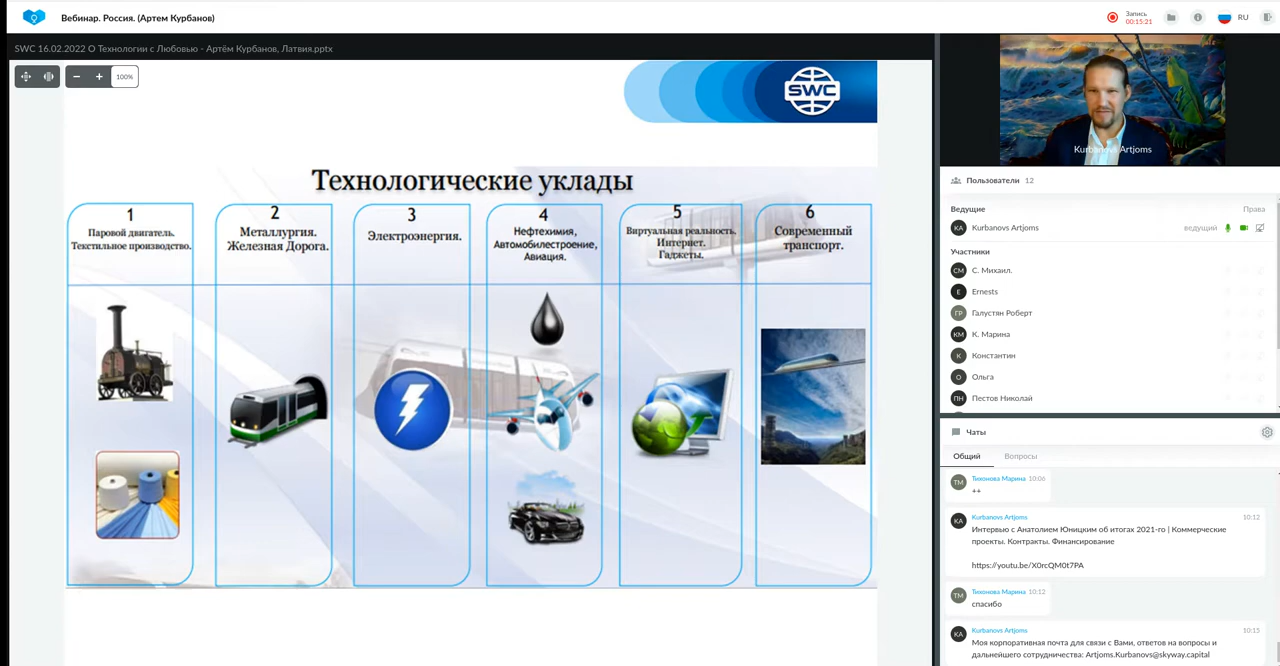 Вебинар. Россия. (Артем Курбанов)
Запись
00:15:21
RU
SWC 16.02.2022 О Технологии с Любовью - Артём Курбанов, Латвия.pptx
100%
SWC
Технологические уклады
1
Паровой двигатель.
Текстильное производство.
2
Металлургия.
Железная Дорога.
3
Электроэнергия.
4
Нефтехимия,
Автомобилестроение,
Авиация.
5
Виртуальная реальность.
Интернет.
Гаджеты.
6
Современный
транспорт.
Kurbanovs Artjoms
Пользователи 12
Ведущие Права
KA Kurbanovs Artjoms ведущий
Участники
СМ С. Михаил.
E Ernests
ГР Галустян Роберт
КМ К. Марина
К Константин
О Ольга
ПН Пестов Николай
Чаты
Общий Вопросы
ТМ Тихонова Марина 10:06
++
KA Kurbanovs Artjoms 10:12
Интервью с Анатолием Юницким об итогах 2021-го | Коммерческие
проекты. Контракты. Финансирование
https://youtu.be/X0rcQM0t7PA
ТМ Тихонова Марина 10:12
спасибо
KA Kurbanovs Artjoms 10:15
Моя корпоративная почта для связи с Вами, ответов на вопросы и
дальнейшего сотрудничества: Artjoms.Kurbanovs@skyway.capital